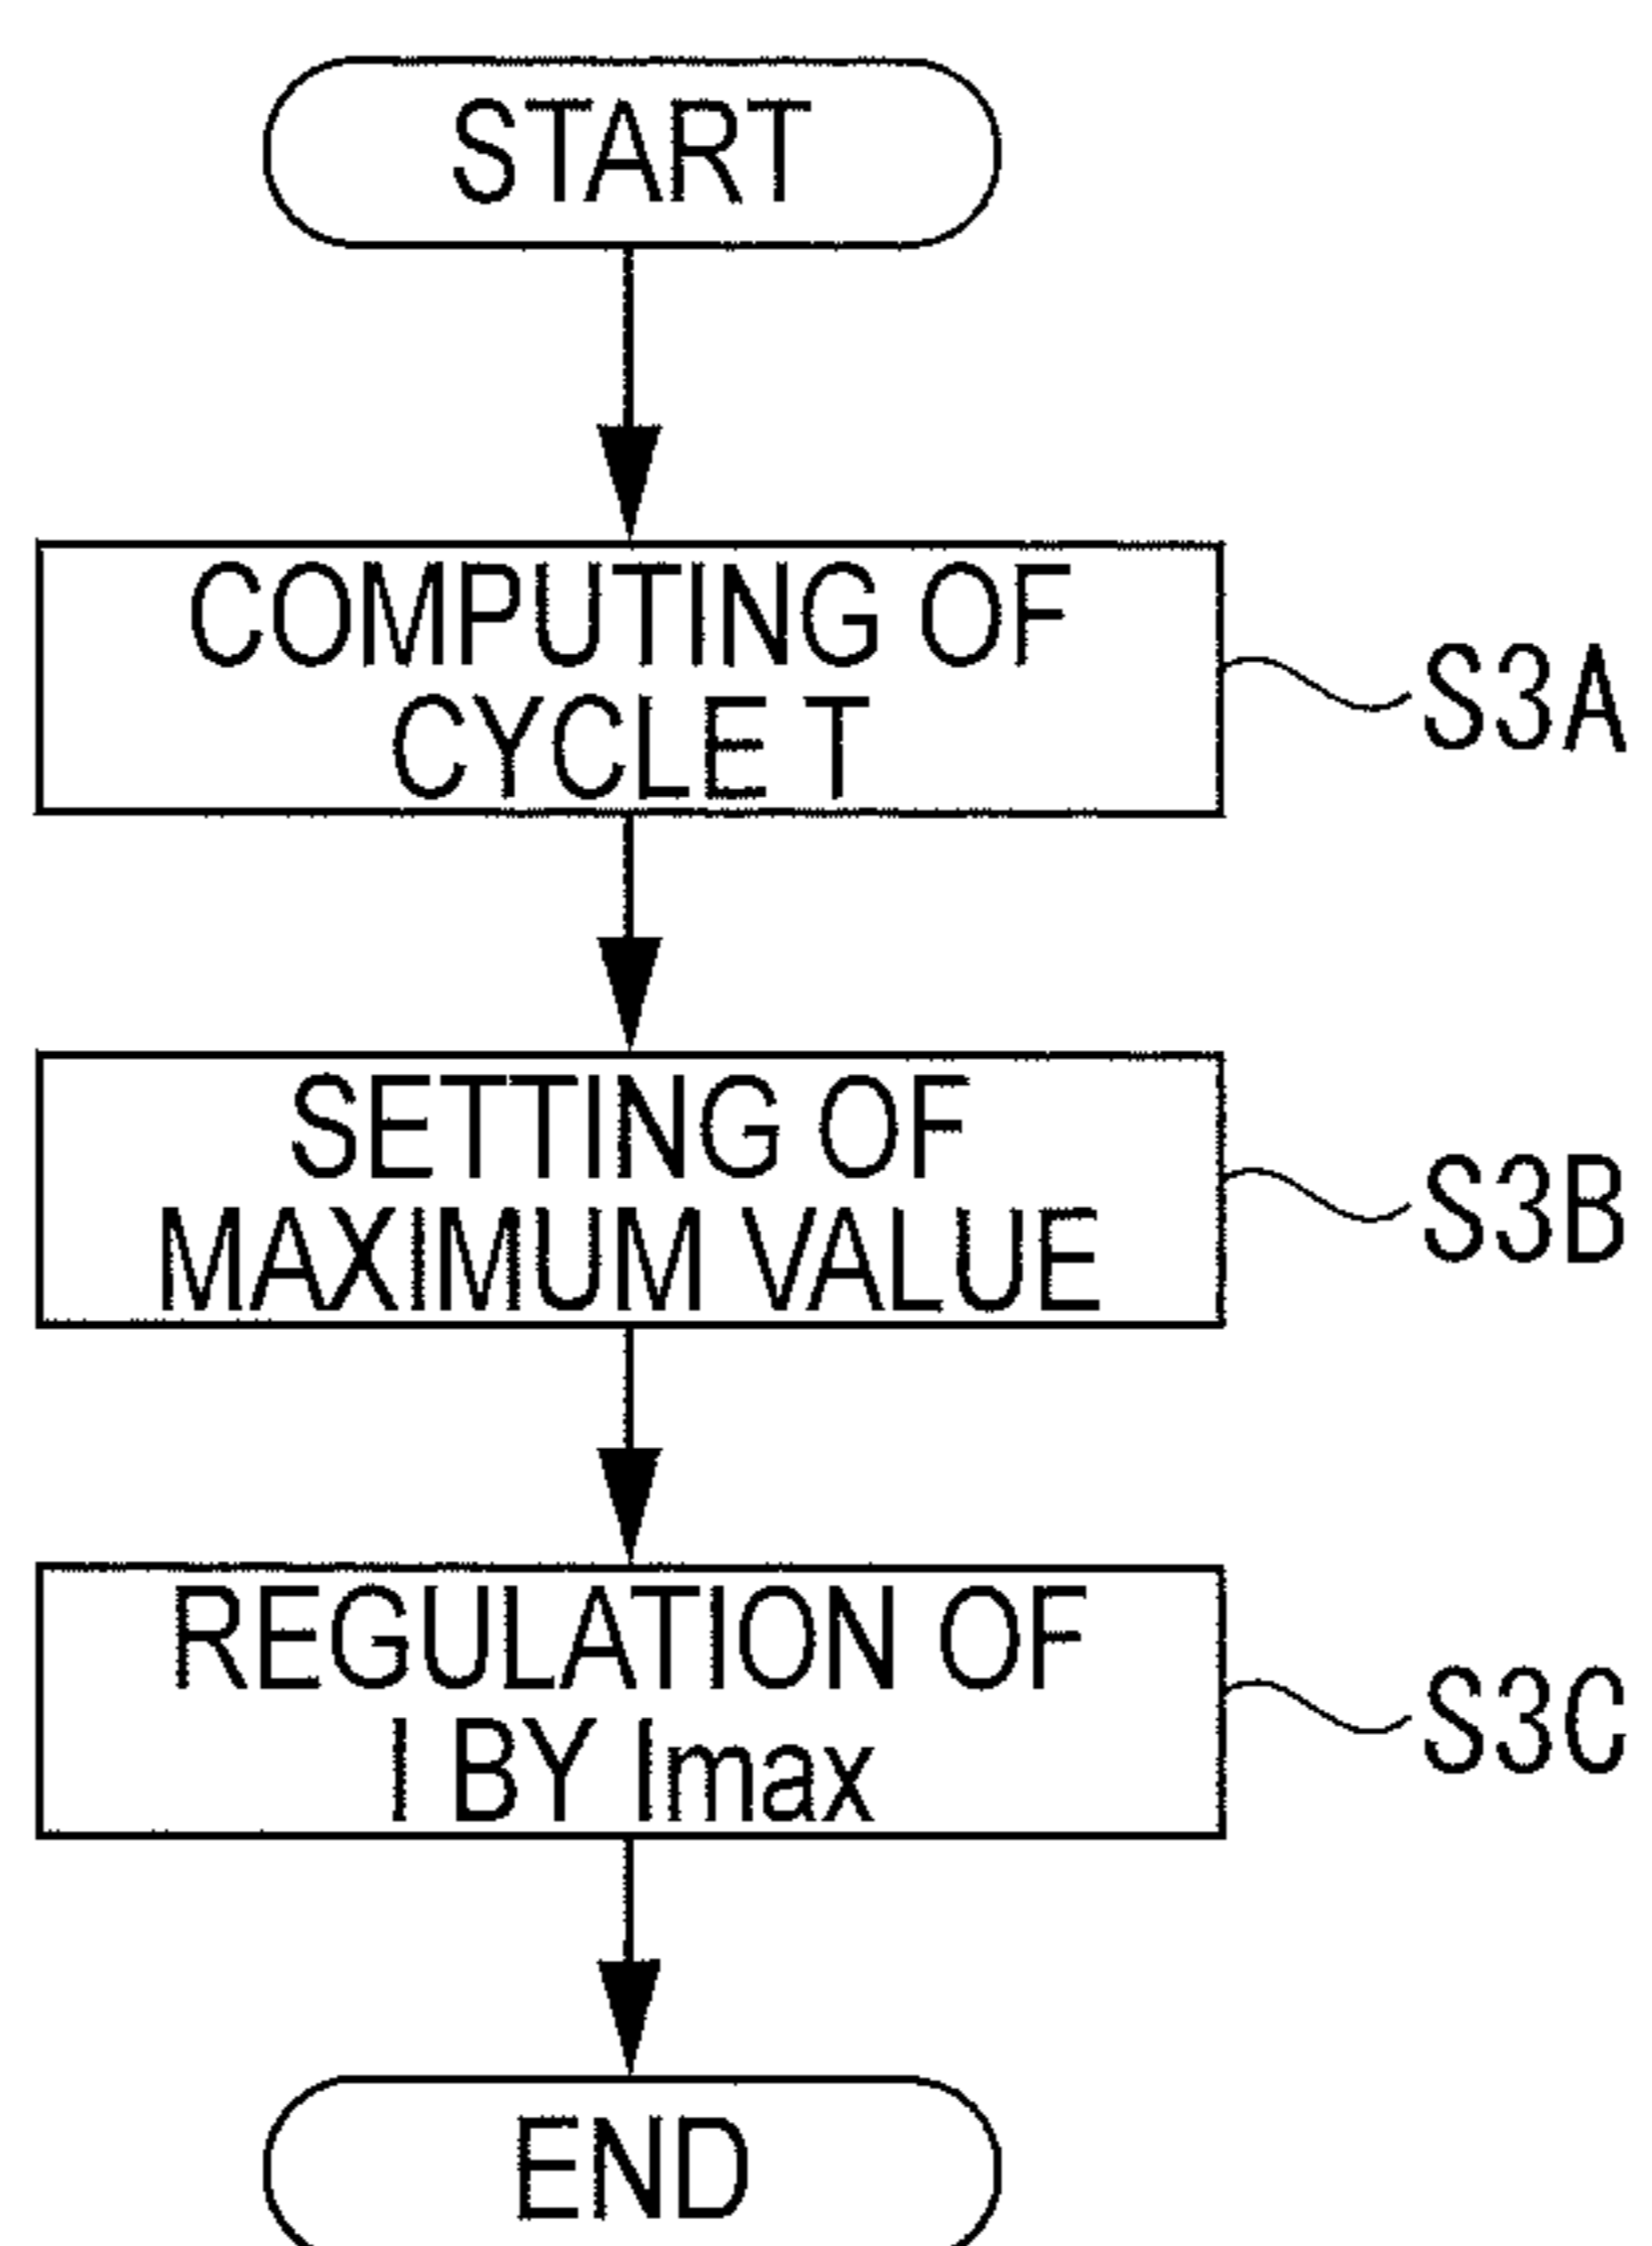 START
COMPUTING OF
CYCLE T
S3A
SETTING OF
MAXIMUM VALUE
S3B
REGULATION OF
I BY Imax
S3C
END